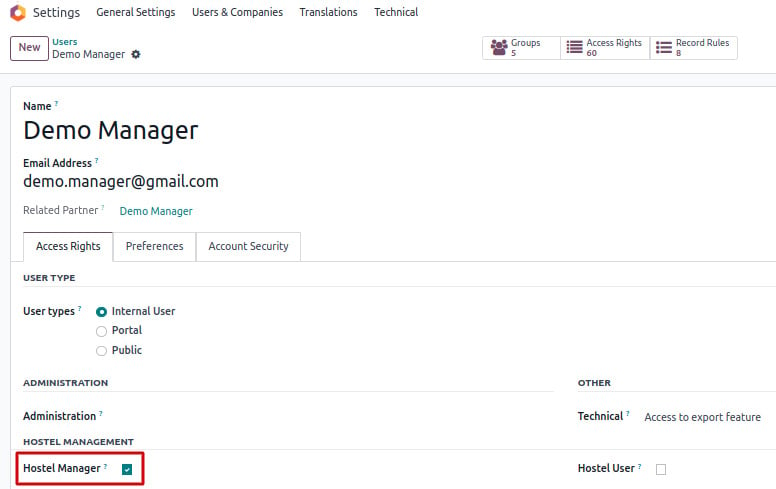 Settings General Settings Users & Companies Translations Technical
New Users Groups Access Rights Record Rules
Demo Manager 5 60 8
Name ?
Demo Manager
Email Address ?
demo.manager@gmail.com
Related Partner ? Demo Manager
Access Rights Preferences Account Security
USER TYPE
User types ? Internal User
Portal
Public
ADMINISTRATION OTHER
Administration ? Technical ? Access to export feature
HOSTEL MANAGEMENT
Hostel Manager ? Hostel User ?